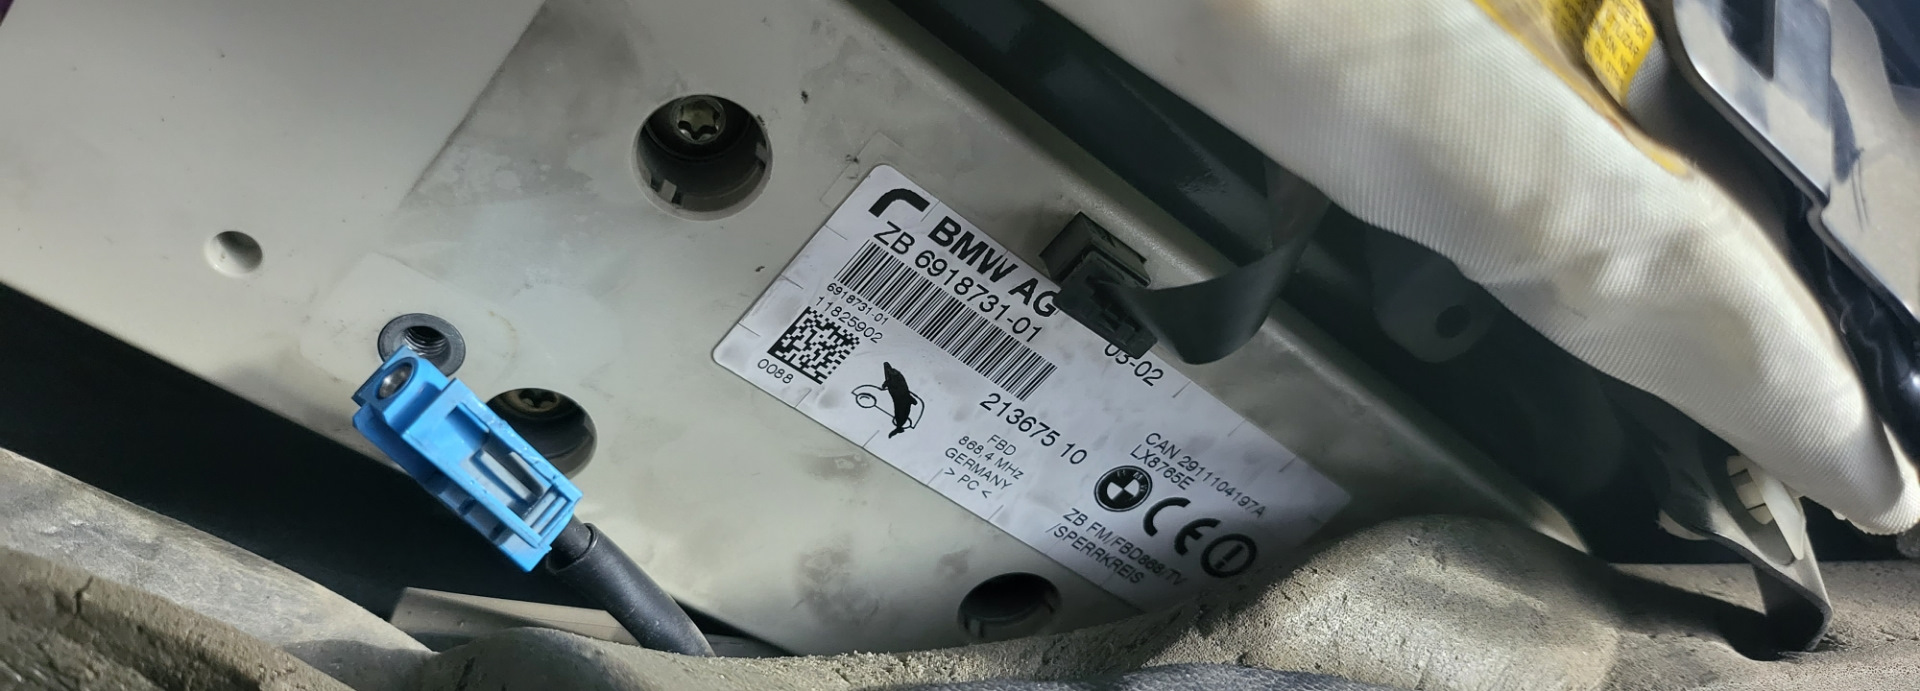 BMW AG
ZB 6918731-01
03-02
6918731-01
11825902
0088
213675 10
FBD
868,4 MHz
GERMANY
> PC <
CAN 2911104197A
LX8765E
CE
ZB FM/FBD868/TV
/SPERRKREIS